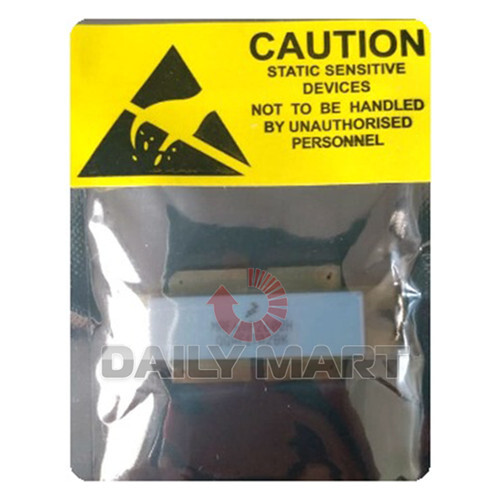 CAUTION
STATIC SENSITIVE
DEVICES
NOT TO BE HANDLED
BY UNAUTHORISED
PERSONNEL
DAILY MART